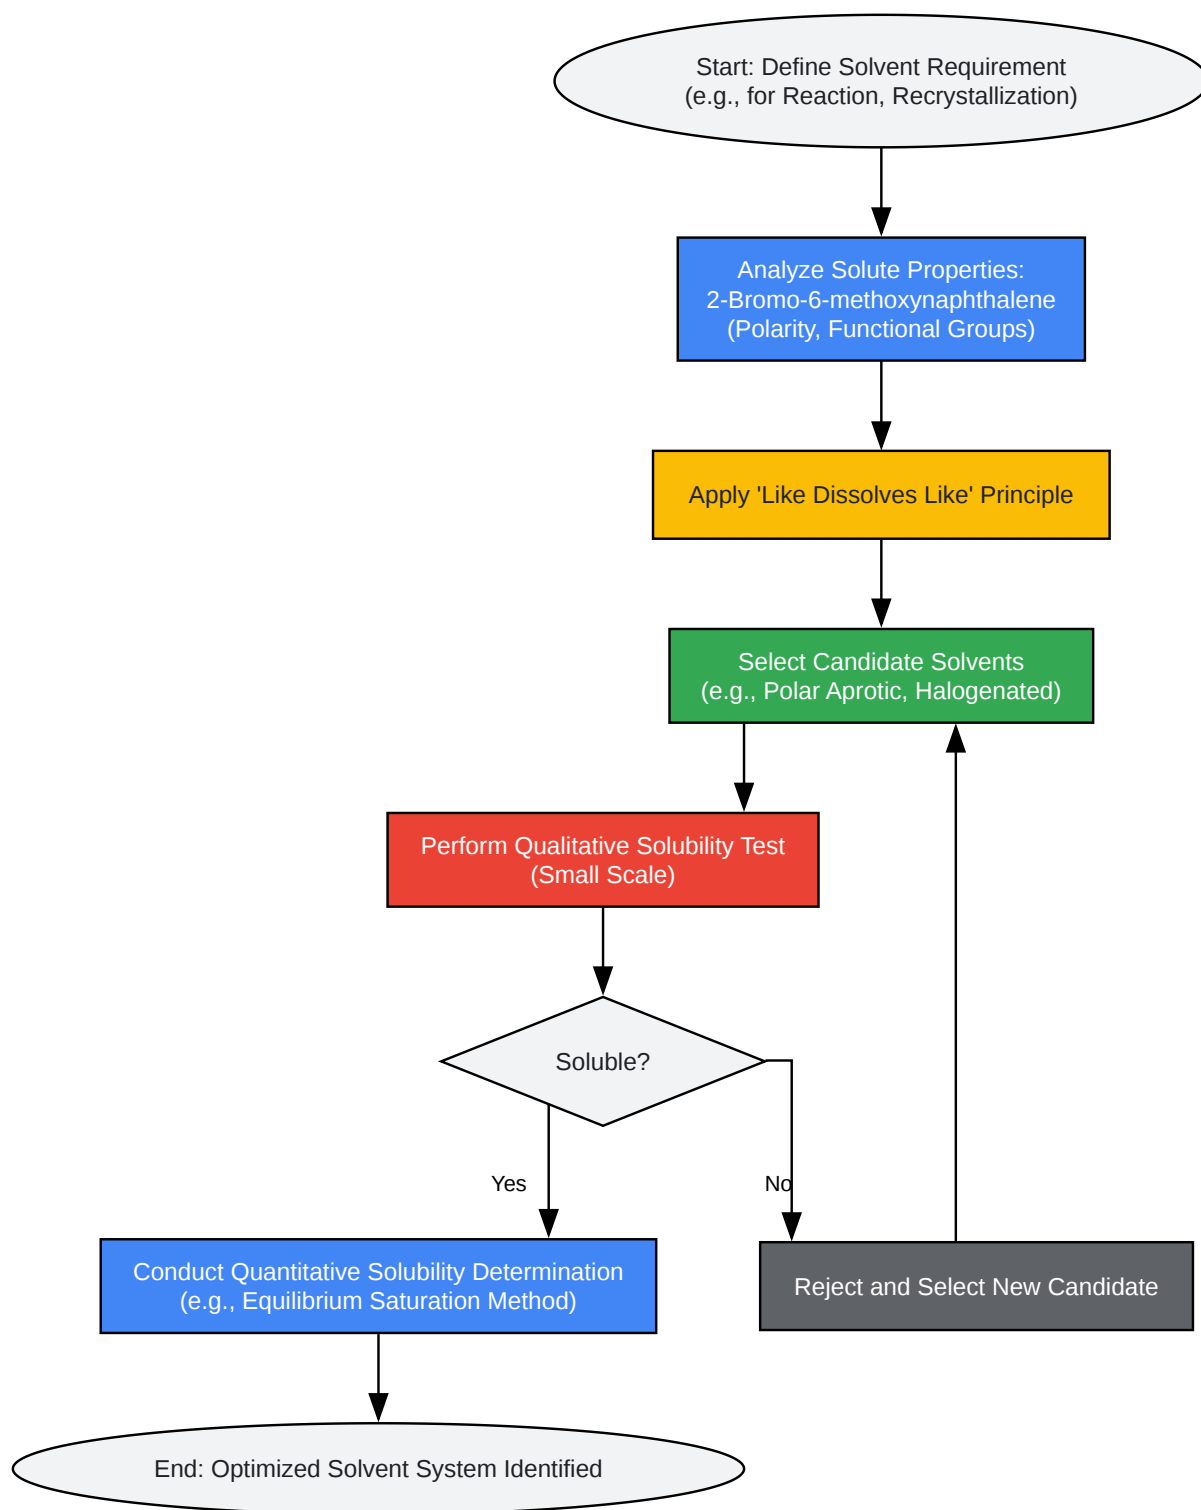 Start: Define Solvent Requirement
(e.g., for Reaction, Recrystallization)
Analyze Solute Properties:
2-Bromo-6-methoxynaphthalene
(Polarity, Functional Groups)
Apply 'Like Dissolves Like' Principle
Select Candidate Solvents
(e.g., Polar Aprotic, Halogenated)
Perform Qualitative Solubility Test
(Small Scale)
Soluble?
Yes
No
Conduct Quantitative Solubility Determination
(e.g., Equilibrium Saturation Method)
Reject and Select New Candidate
End: Optimized Solvent System Identified